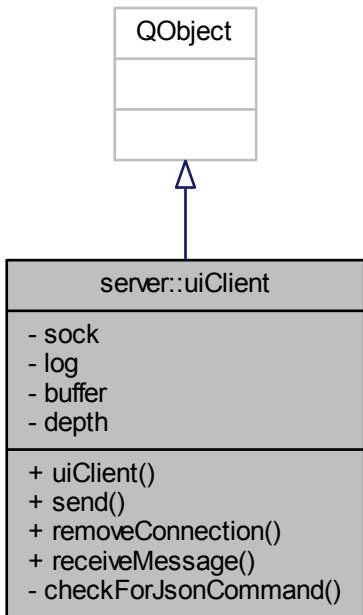 QObject
server::uiClient
- sock
- log
- buffer
- depth
+ uiClient()
+ send()
+ removeConnection()
+ receiveMessage()
- checkForJsonCommand()